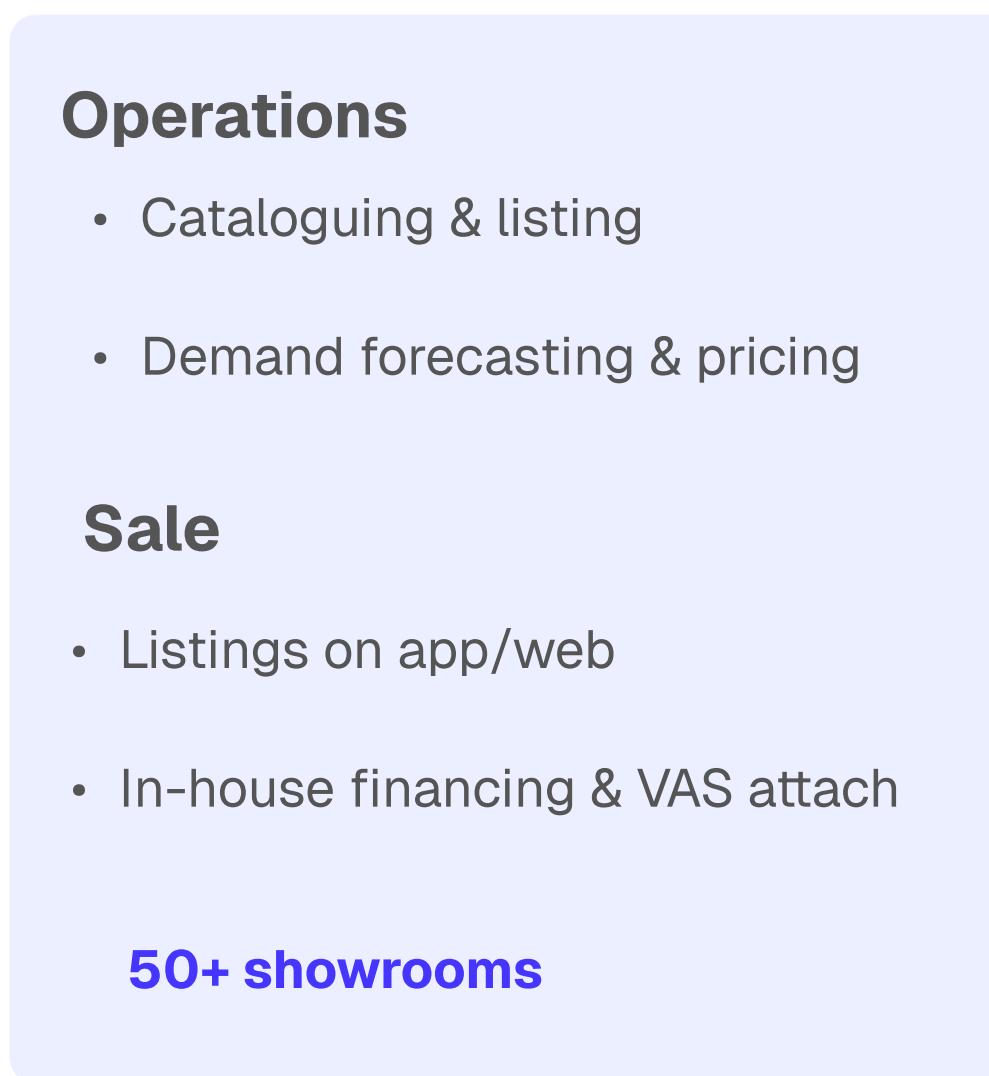 Operations
• Cataloguing & listing
• Demand forecasting & pricing
Sale
• Listings on app/web
• In-house financing & VAS attach
50+ showrooms